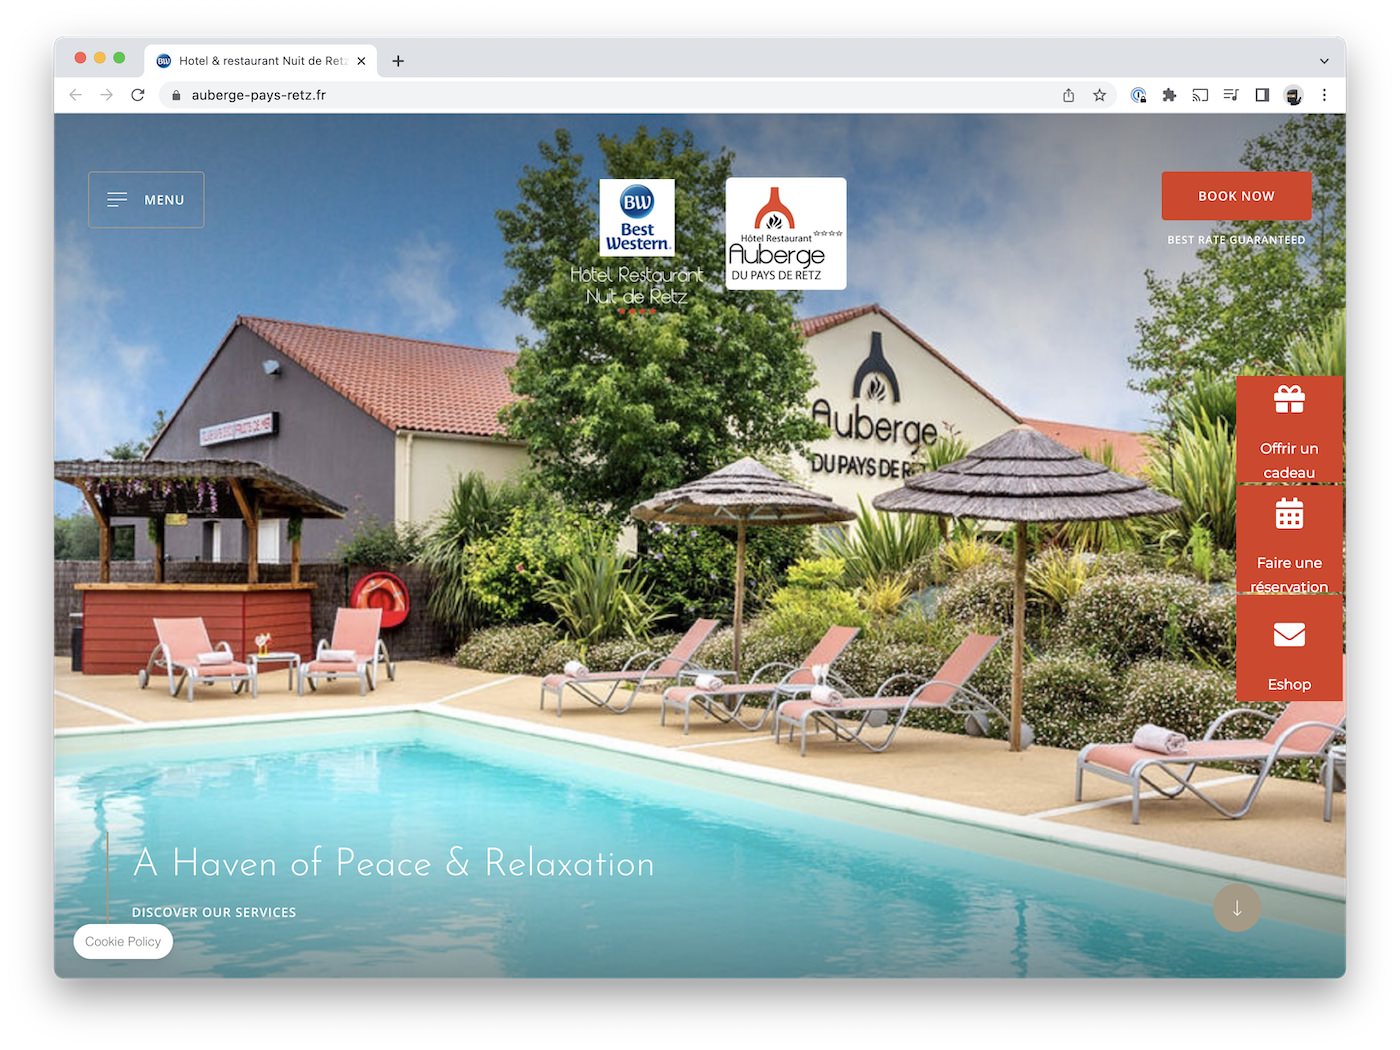 Hotel & restaurant Nuit de Retz
auberge-pays-retz.fr
MENU
BW
Best
Western
Hôtel Restaurant
Nuit de Retz
Hôtel Restaurant
Auberge
DU PAYS DE RETZ
BOOK NOW
BEST RATE GUARANTEED
Auberge
DU PAYS DE
Offrir un
cadeau
Faire une
réservation
Eshop
A Haven of Peace & Relaxation
DISCOVER OUR SERVICES
Cookie Policy